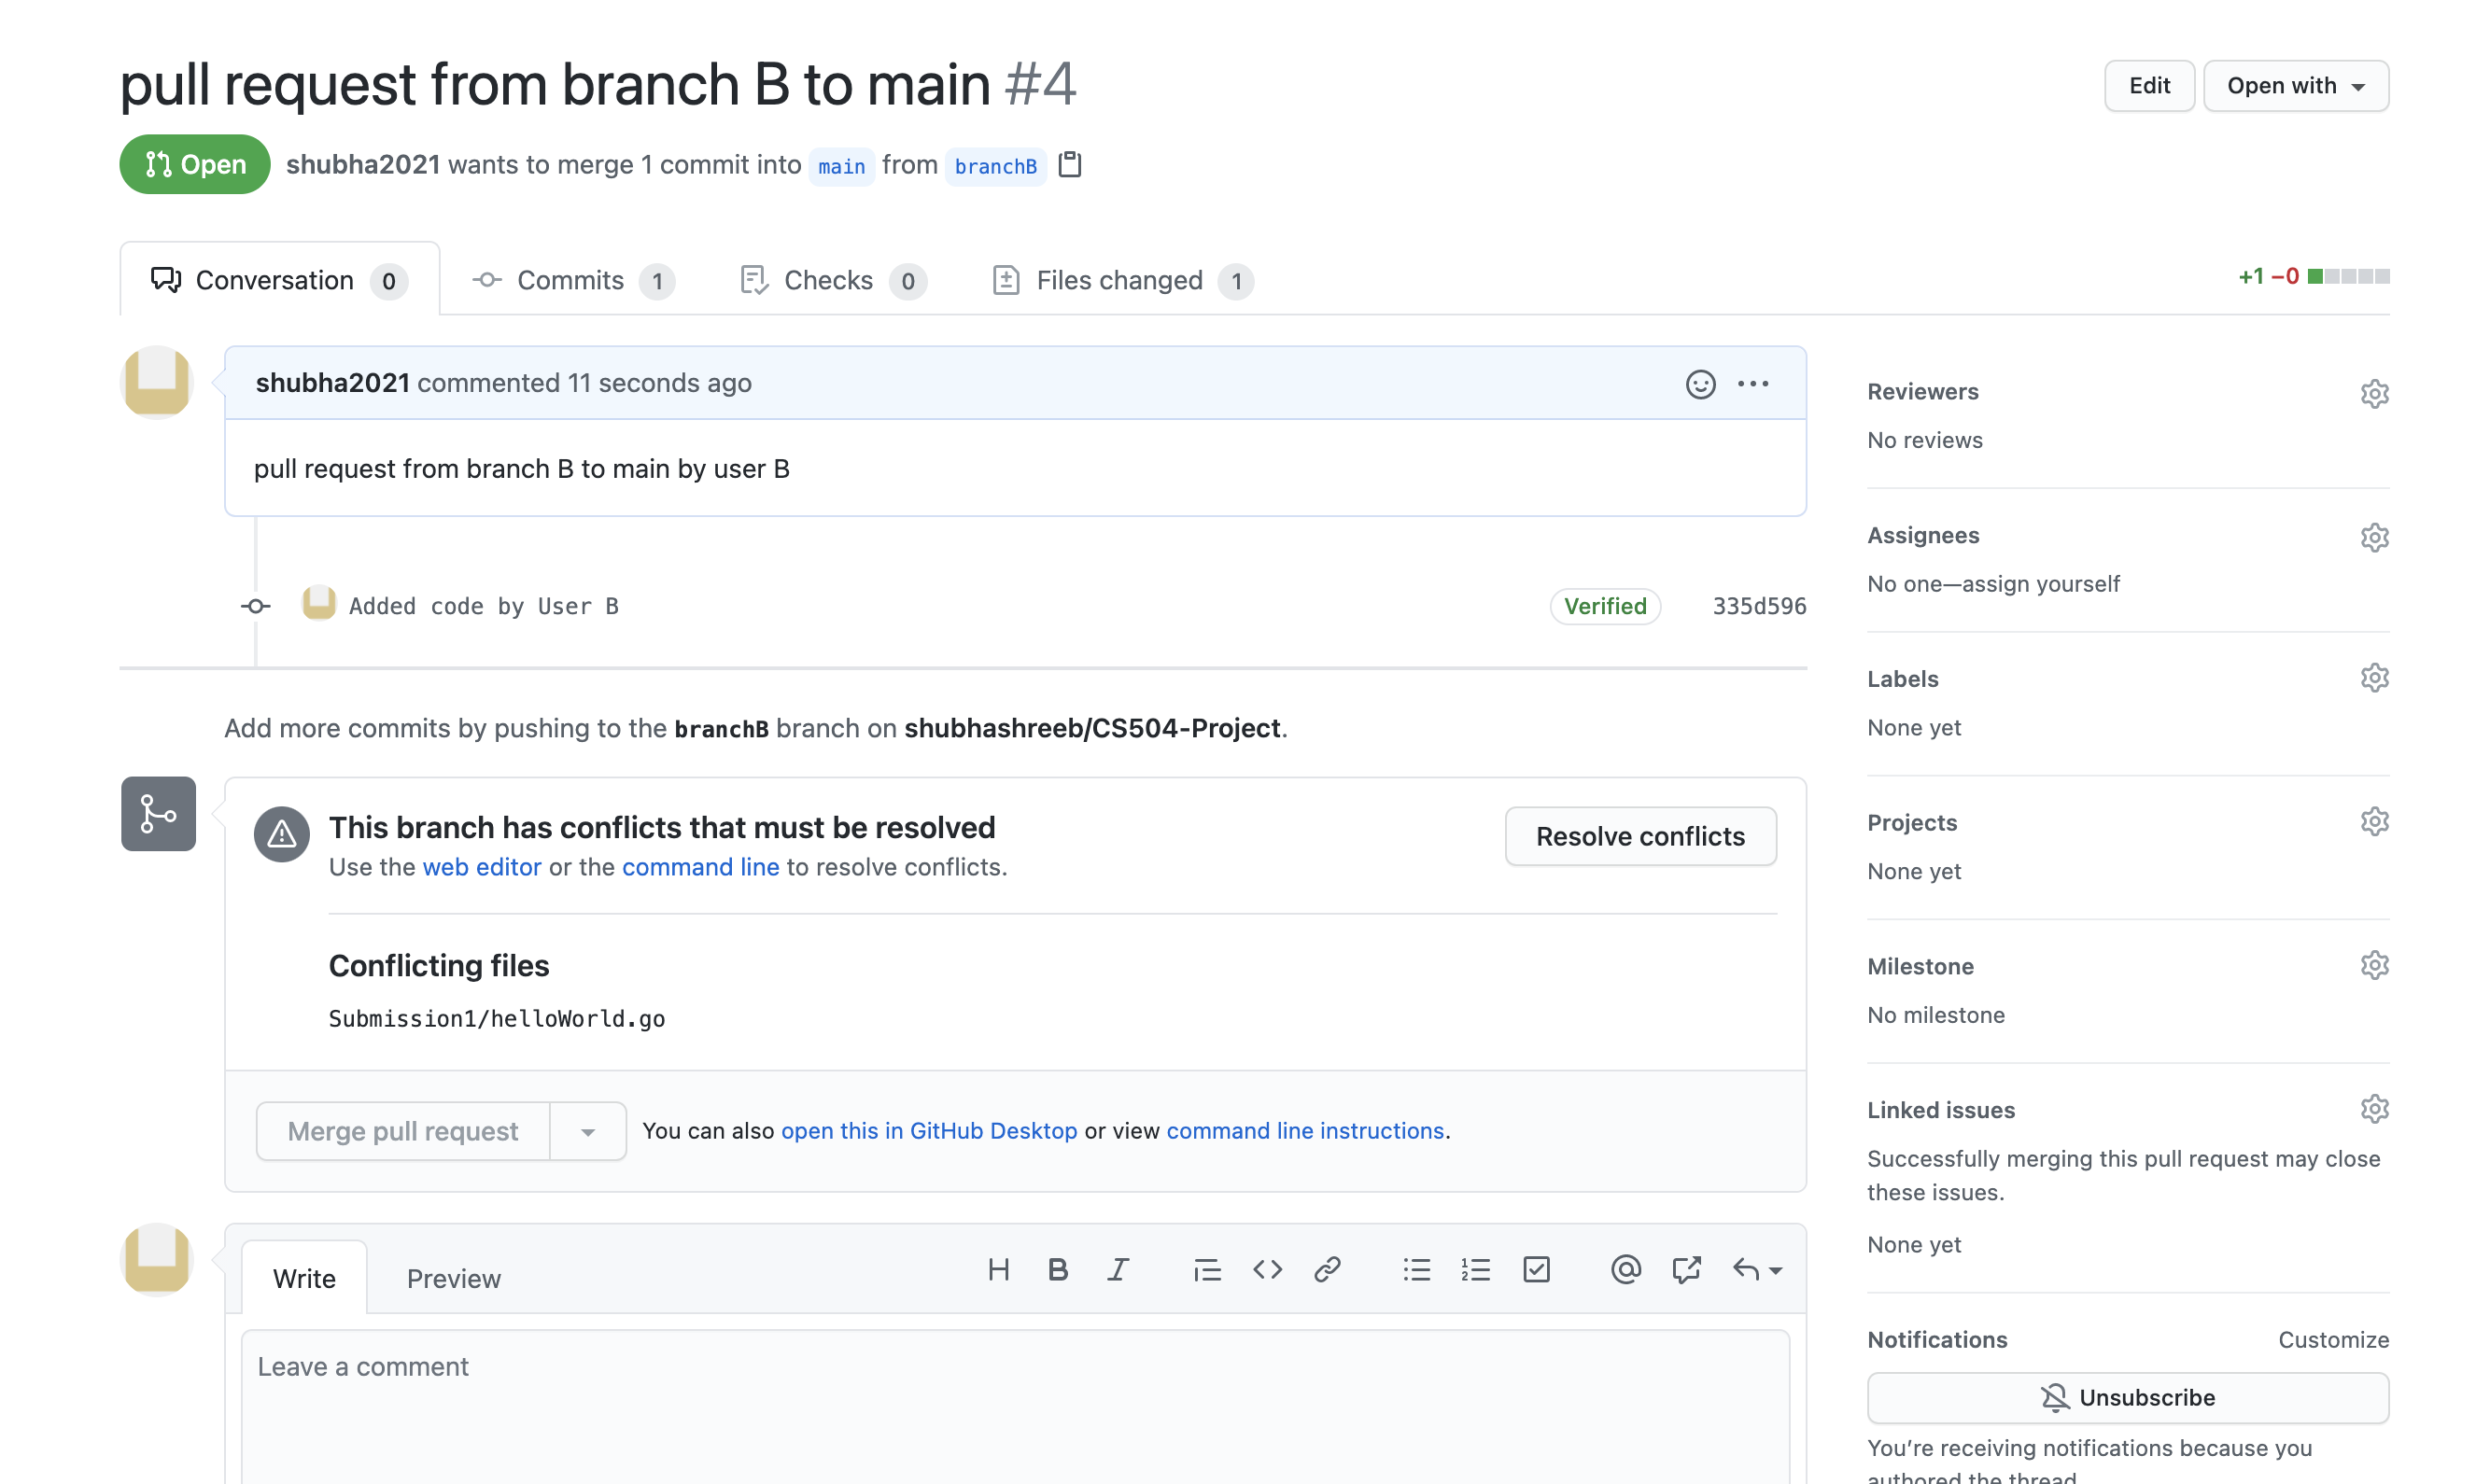 pull request from branch B to main #4
Edit
Open with
Open
shubha2021 wants to merge 1 commit into main from branchB
Conversation 0
Commits 1
Checks 0
Files changed 1
+1 −0
shubha2021 commented 11 seconds ago
pull request from branch B to main by user B
Added code by User B
Verified
335d596
Add more commits by pushing to the branchB branch on shubhashreeb/CS504-Project.
This branch has conflicts that must be resolved
Use the web editor or the command line to resolve conflicts.
Resolve conflicts
Conflicting files
Submission1/helloWorld.go
Merge pull request
You can also open this in GitHub Desktop or view command line instructions.
Write
Preview
Leave a comment
Reviewers
No reviews
Assignees
No one—assign yourself
Labels
None yet
Projects
None yet
Milestone
No milestone
Linked issues
Successfully merging this pull request may close
these issues.
None yet
Notifications
Customize
Unsubscribe
You're receiving notifications because you
authored the thread.